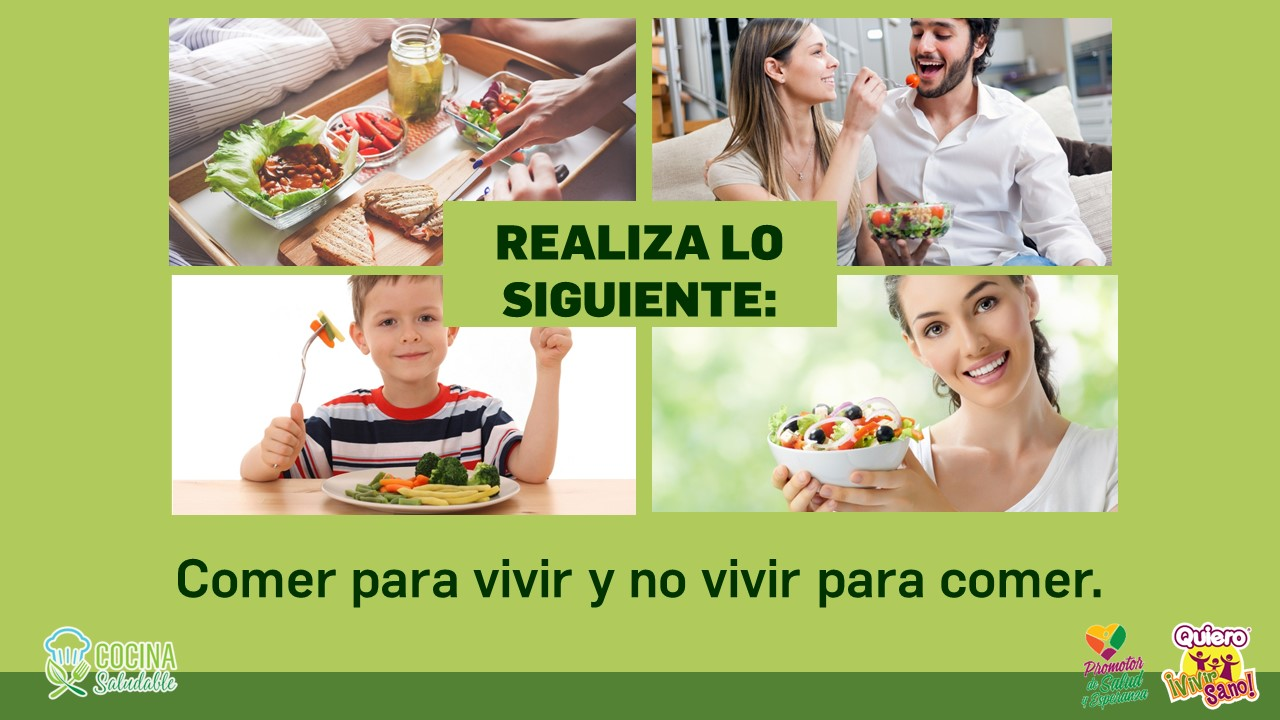 REALIZA LO
SIGUIENTE:
Comer para vivir y no vivir para comer.
COCINA
Saludable
Promotor
de Salud
y Esperanza
Quiero
¡Vivir
Sano!